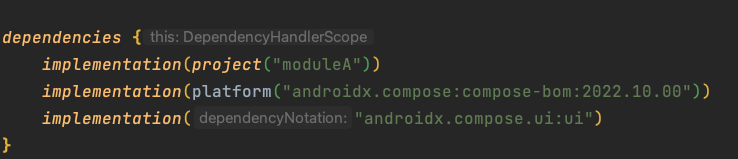 dependencies { this: DependencyHandlerScope
implementation(project("moduleA"))
implementation(platform("androidx.compose:compose-bom:2022.10.00"))
implementation( dependencyNotation: "androidx.compose.ui:ui")
}